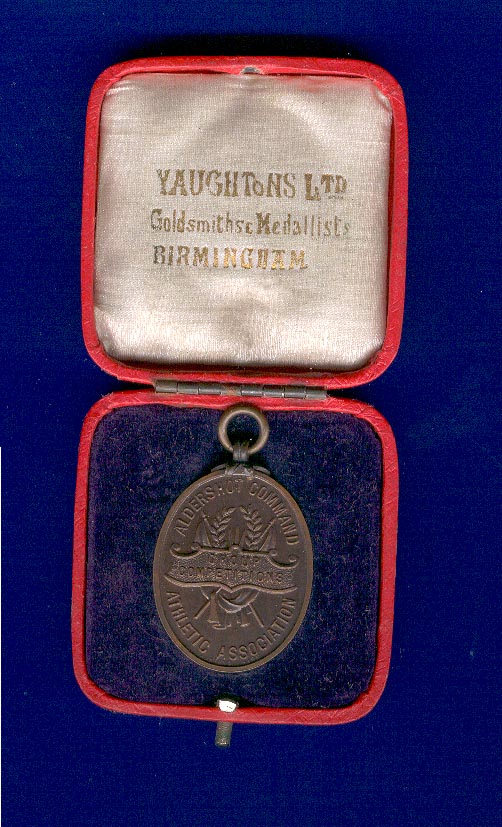 VAUGHTONS LTD
Goldsmiths & Medallists
BIRMINGHAM
ALDERSHOT COMMAND
GROUP
COMPETITIONS
ATHLETIC ASSOCIATION